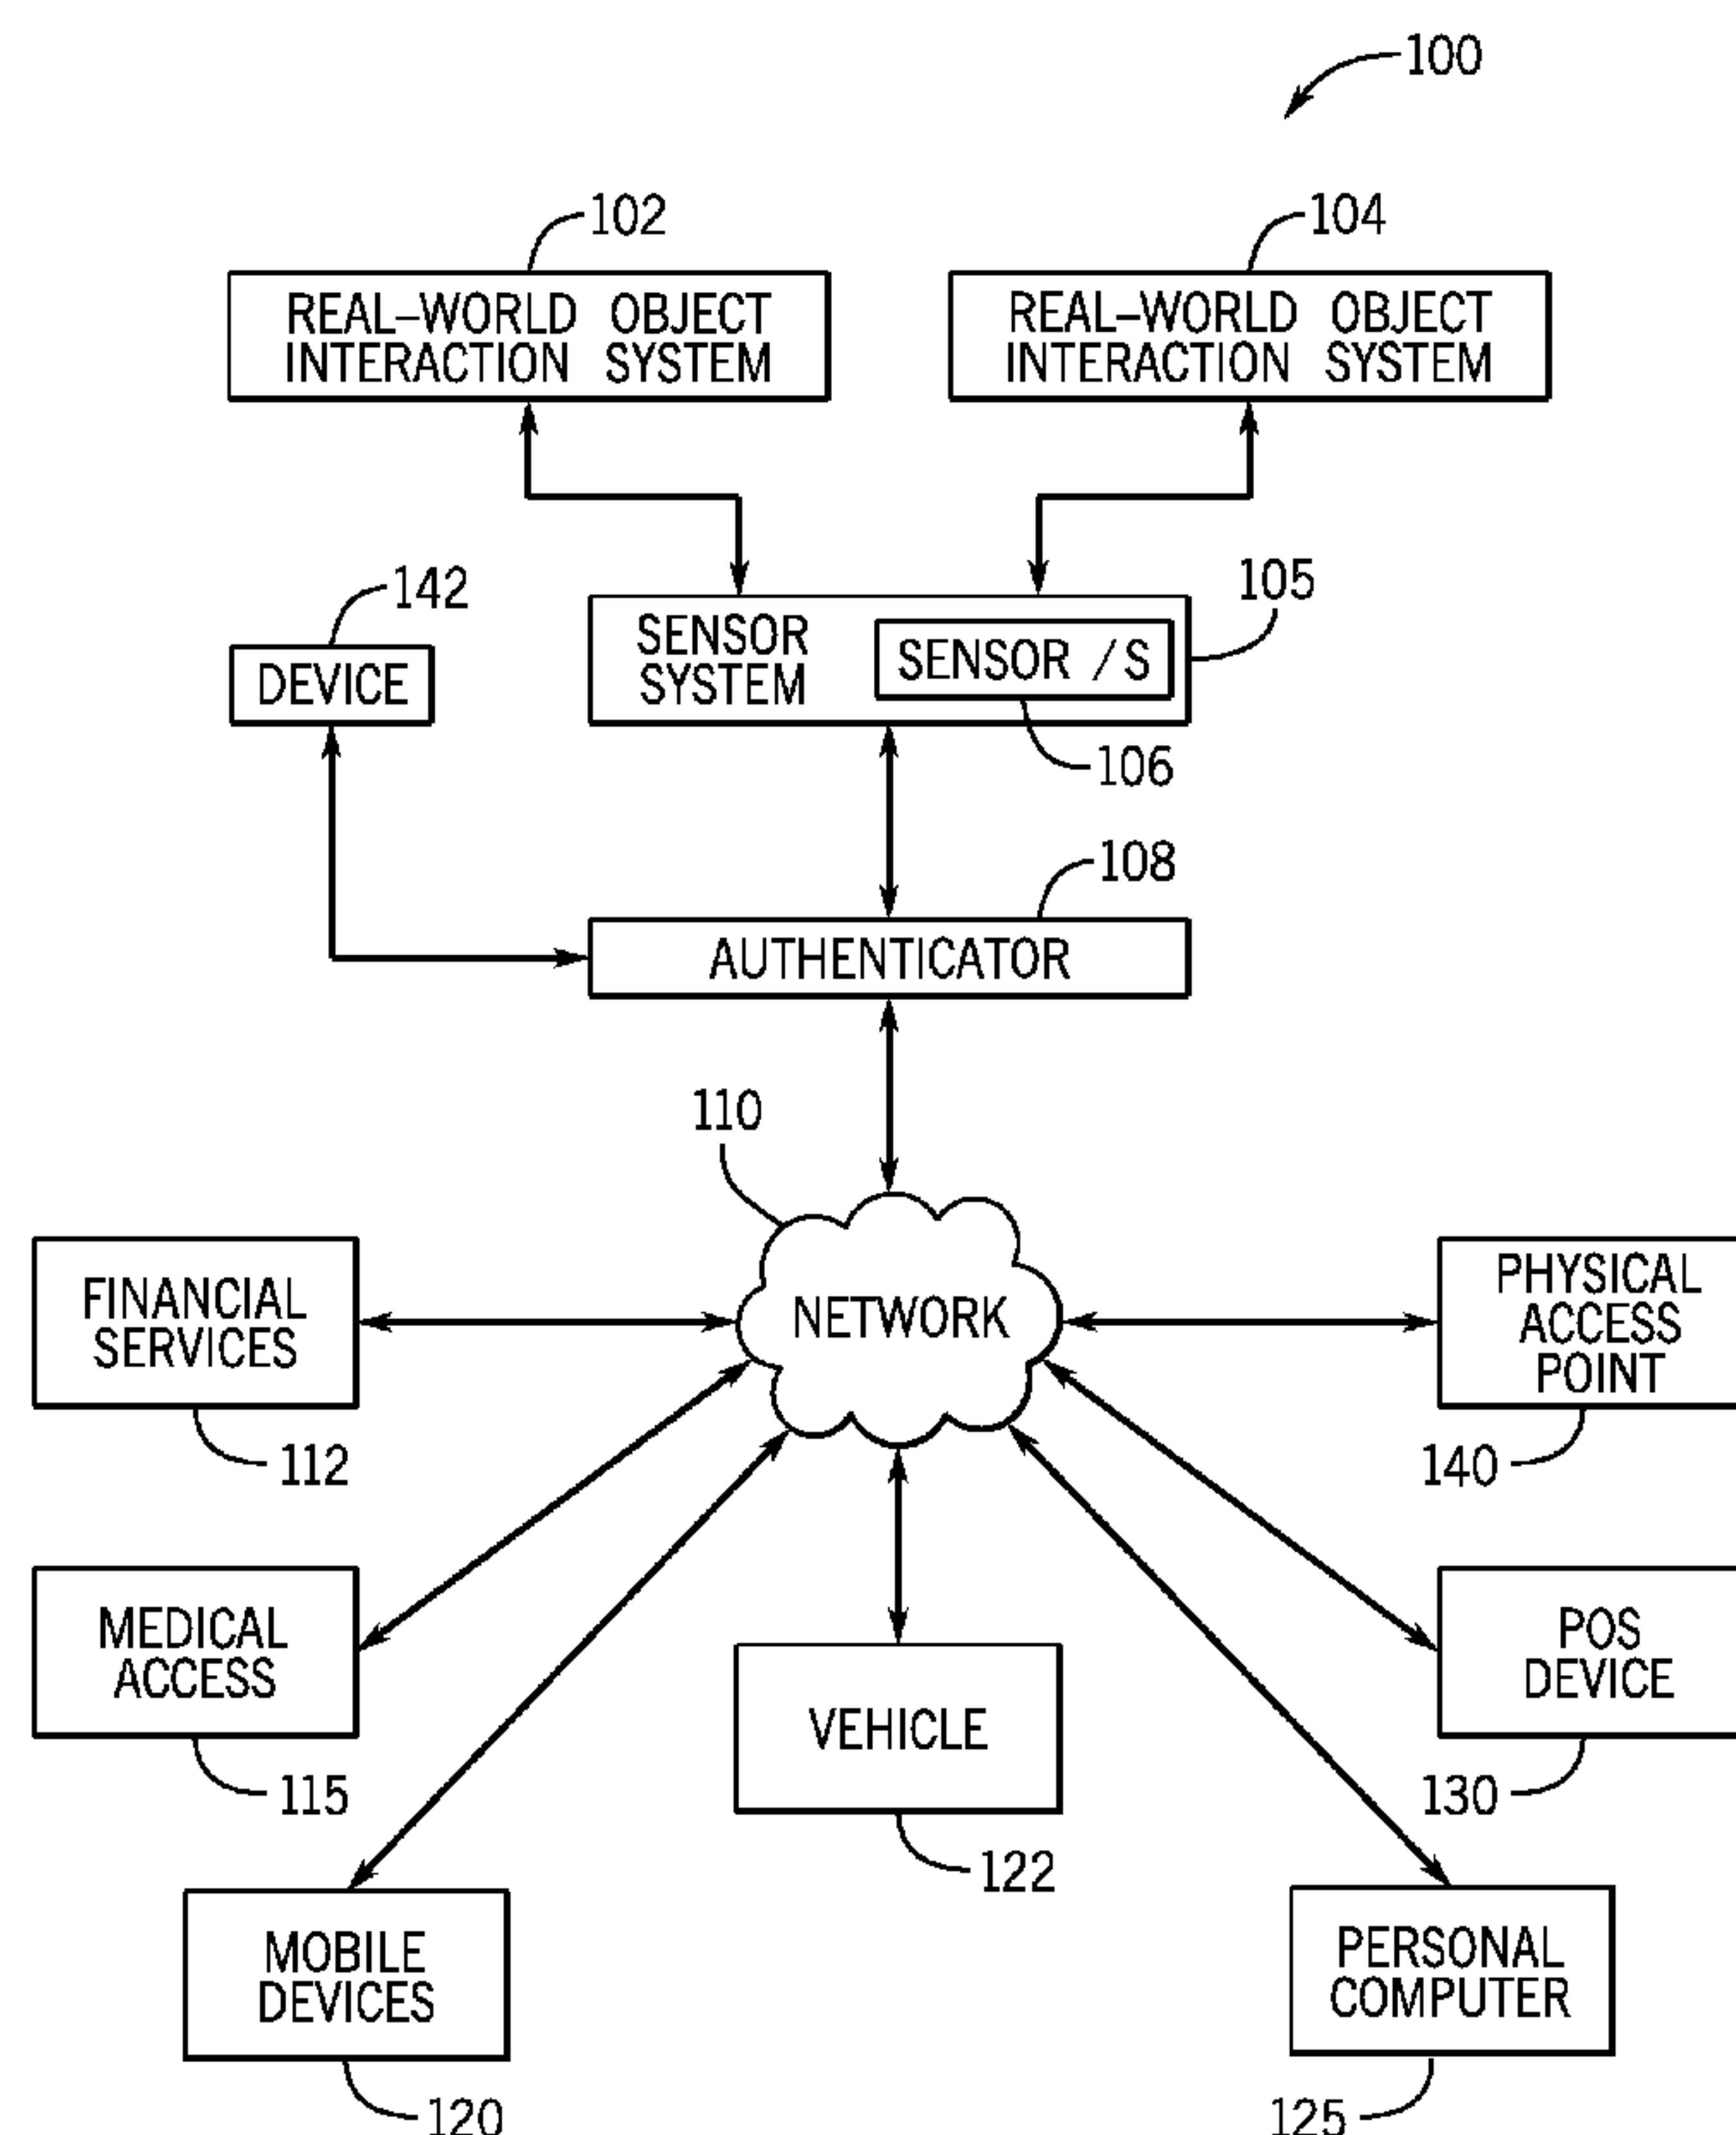 100
102
104
REAL-WORLD OBJECT
INTERACTION SYSTEM
REAL-WORLD OBJECT
INTERACTION SYSTEM
142
105
DEVICE
SENSOR
SYSTEM
SENSOR /S
106
108
AUTHENTICATOR
110
FINANCIAL
SERVICES
NETWORK
PHYSICAL
ACCESS
POINT
112
140
MEDICAL
ACCESS
VEHICLE
POS
DEVICE
115
130
122
MOBILE
DEVICES
PERSONAL
COMPUTER
120
125